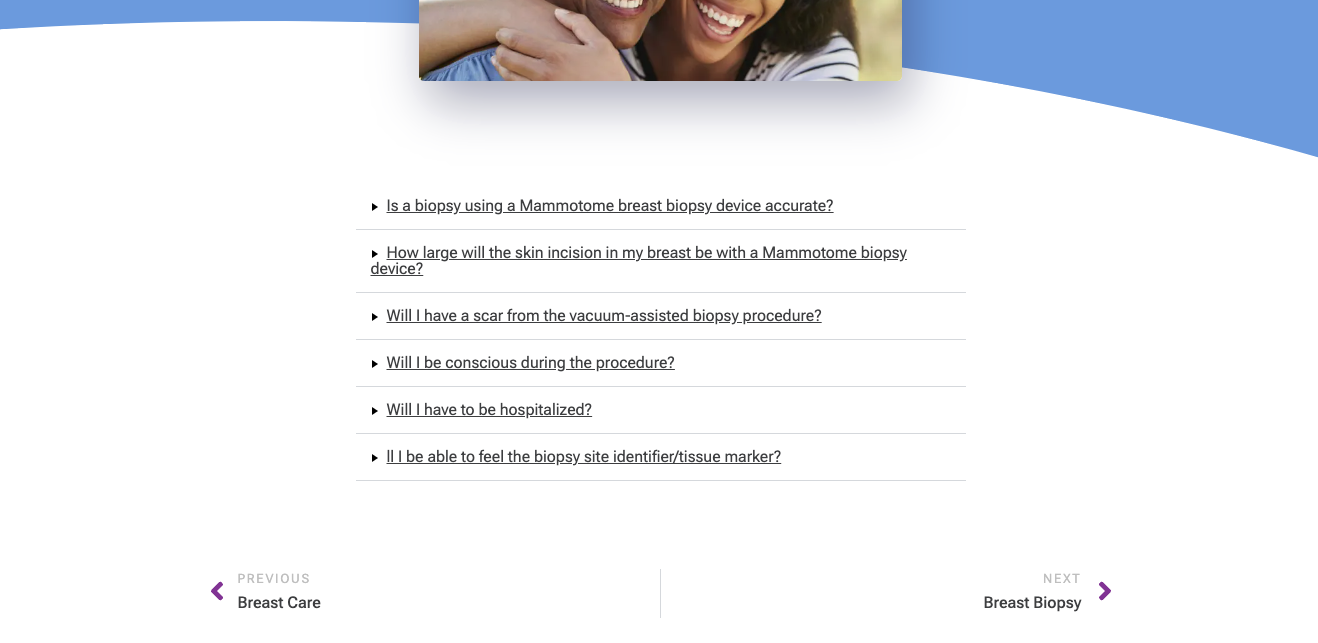 Is a biopsy using a Mammotome breast biopsy device accurate?
How large will the skin incision in my breast be with a Mammotome biopsy
device?
Will I have a scar from the vacuum-assisted biopsy procedure?
Will I be conscious during the procedure?
Will I have to be hospitalized?
ll I be able to feel the biopsy site identifier/tissue marker?
PREVIOUS
Breast Care
NEXT
Breast Biopsy